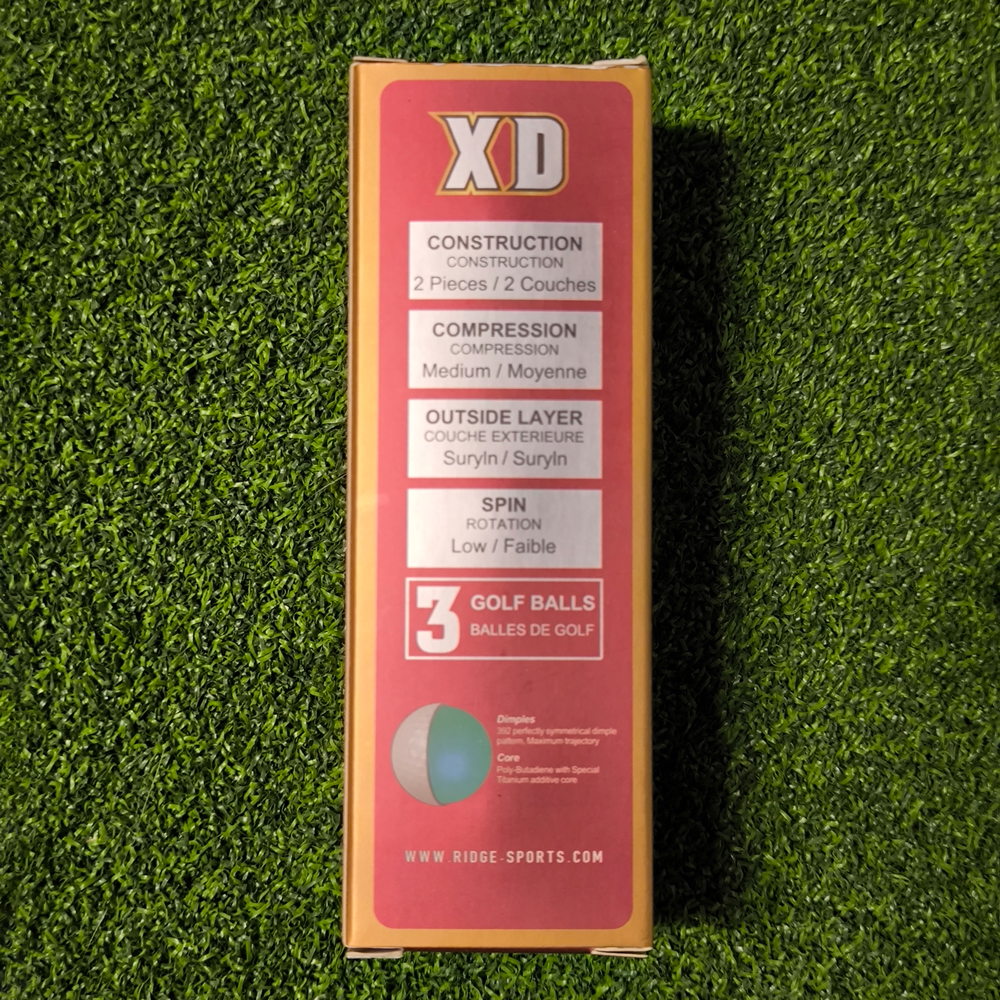 XD
CONSTRUCTION
CONSTRUCTION
2 Pieces / 2 Couches
COMPRESSION
COMPRESSION
Medium / Moyenne
OUTSIDE LAYER
COUCHE EXTERIEURE
Suryln / Suryln
SPIN
ROTATION
Low / Faible
3 GOLF BALLS
BALLES DE GOLF
Dimples
392 perfectly symmetrical dimple
pattern, Maximum trajectory
Core
Poly-Butadiene with Special
Titanium additive core
WWW.RIDGE-SPORTS.COM